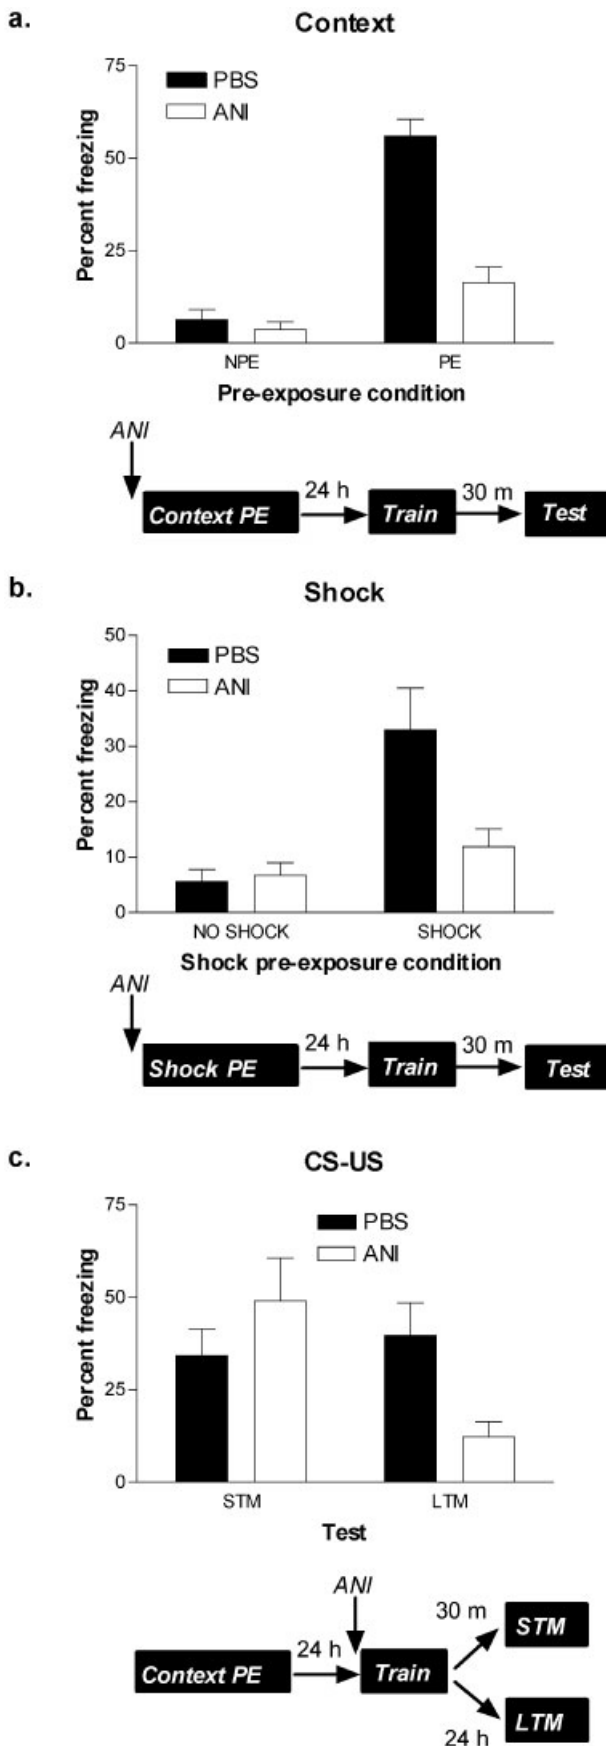 a.
Context
75
50
25
0
Percent freezing
PBS
ANI
NPE PE
Pre-exposure condition
ANI
24 h 30 m
Context PE Train Test
b.
Shock
50
40
30
20
10
0
Percent freezing
PBS
ANI
NO SHOCK SHOCK
Shock pre-exposure condition
ANI
24 h 30 m
Shock PE Train Test
c.
CS-US
75
50
25
0
Percent freezing
PBS
ANI
STM LTM
Test
ANI
30 m
STM
24 h
Context PE Train
LTM
24 h